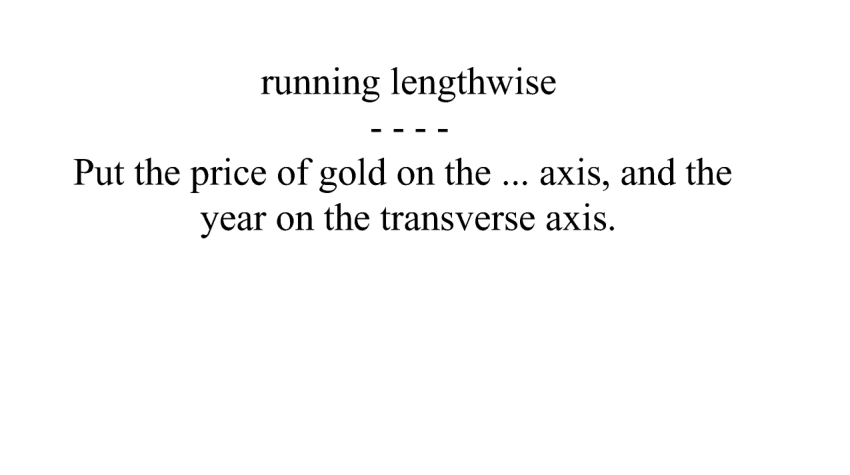 running lengthwise
- - - -
Put the price of gold on the ... axis, and the
year on the transverse axis.